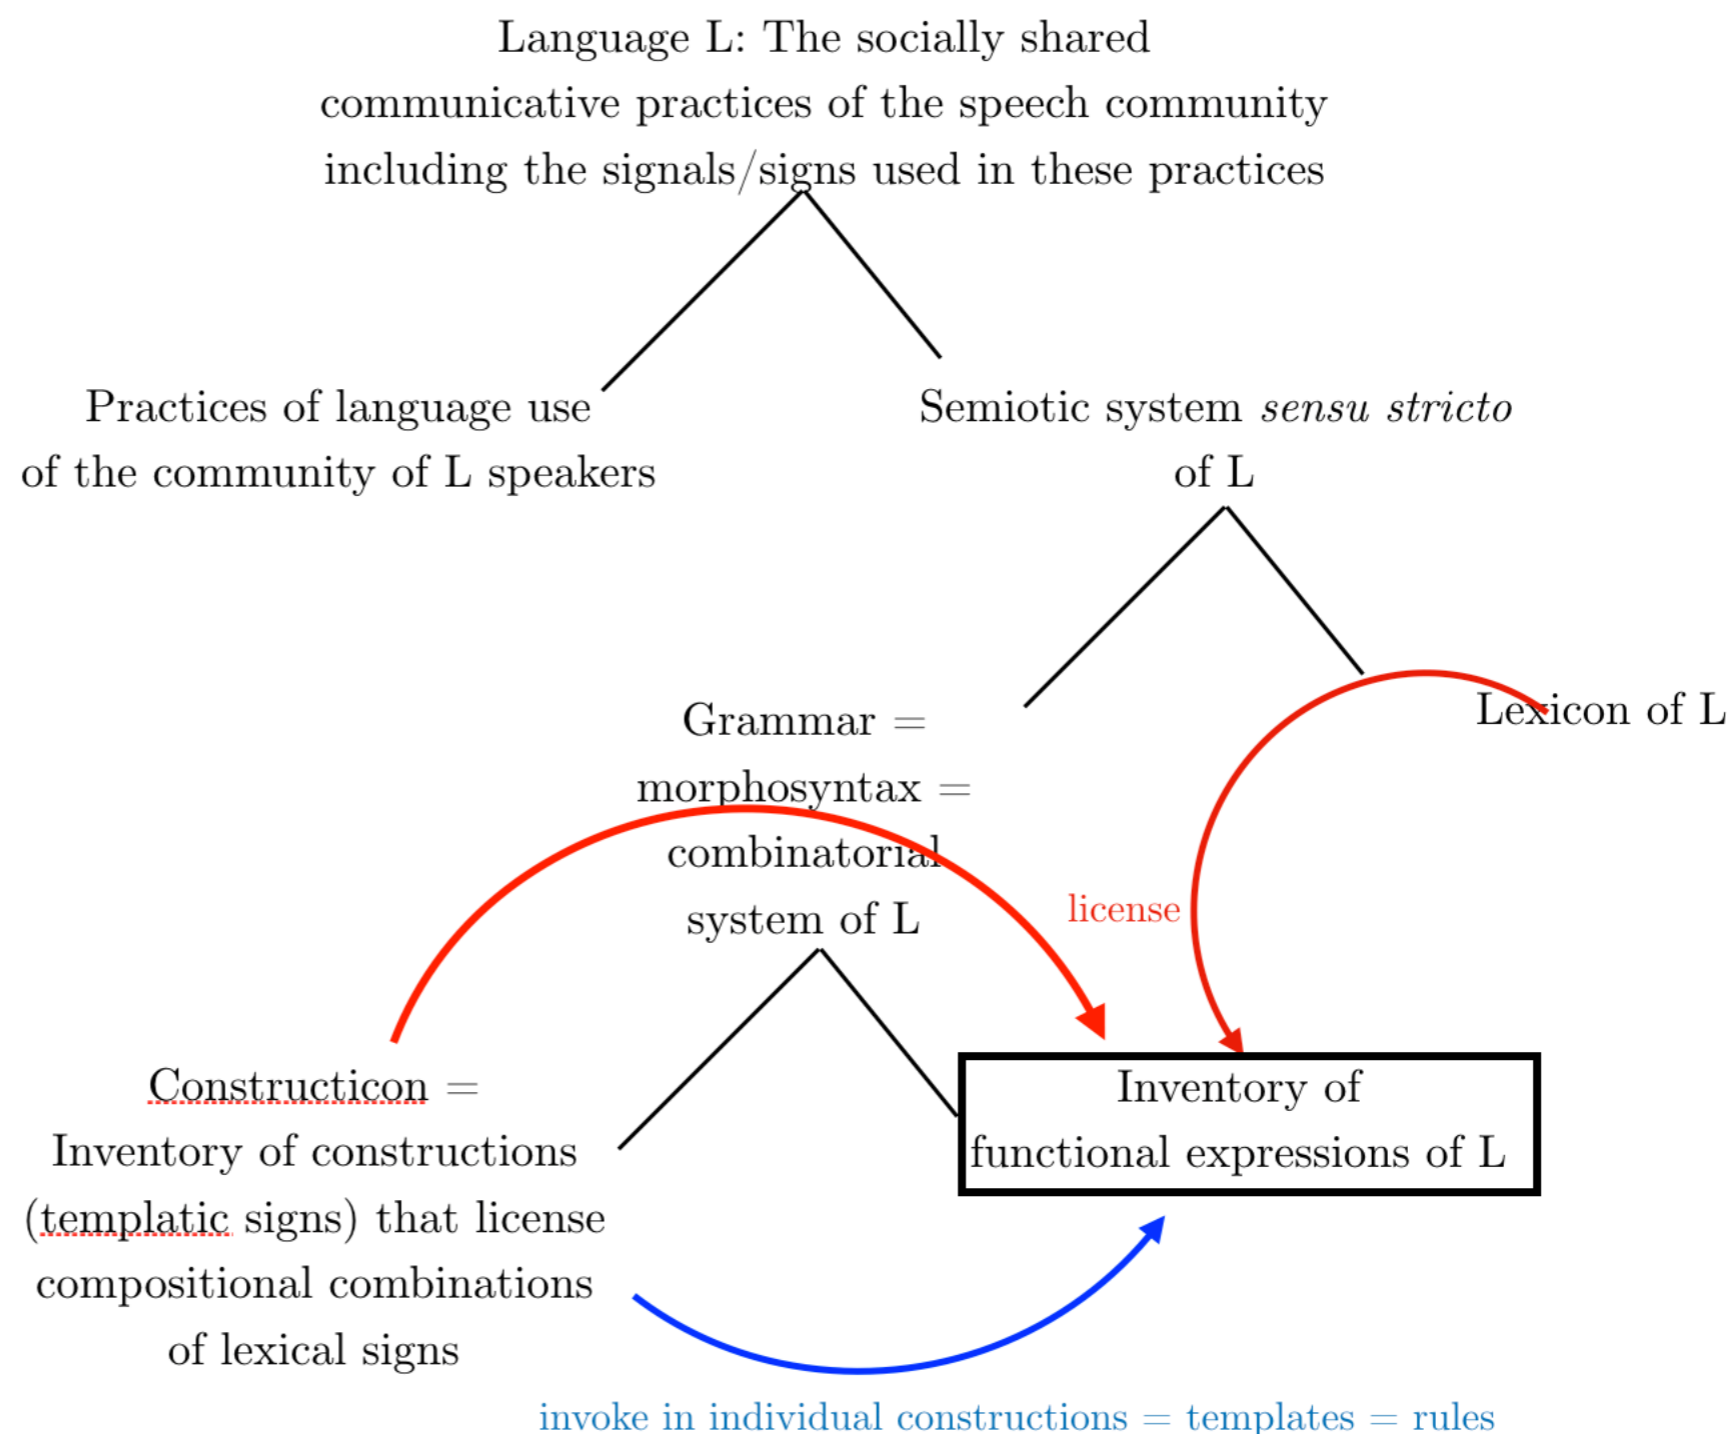 Language L: The socially shared
communicative practices of the speech community
including the signals/signs used in these practices
Practices of language use
of the community of L speakers
Semiotic system sensu stricto
of L
Grammar =
morphosyntax =
combinatorial
system of L
Lexicon of L
license
Constructicon =
Inventory of constructions
(templatic signs) that license
compositional combinations
of lexical signs
Inventory of
functional expressions of L
invoke in individual constructions = templates = rules